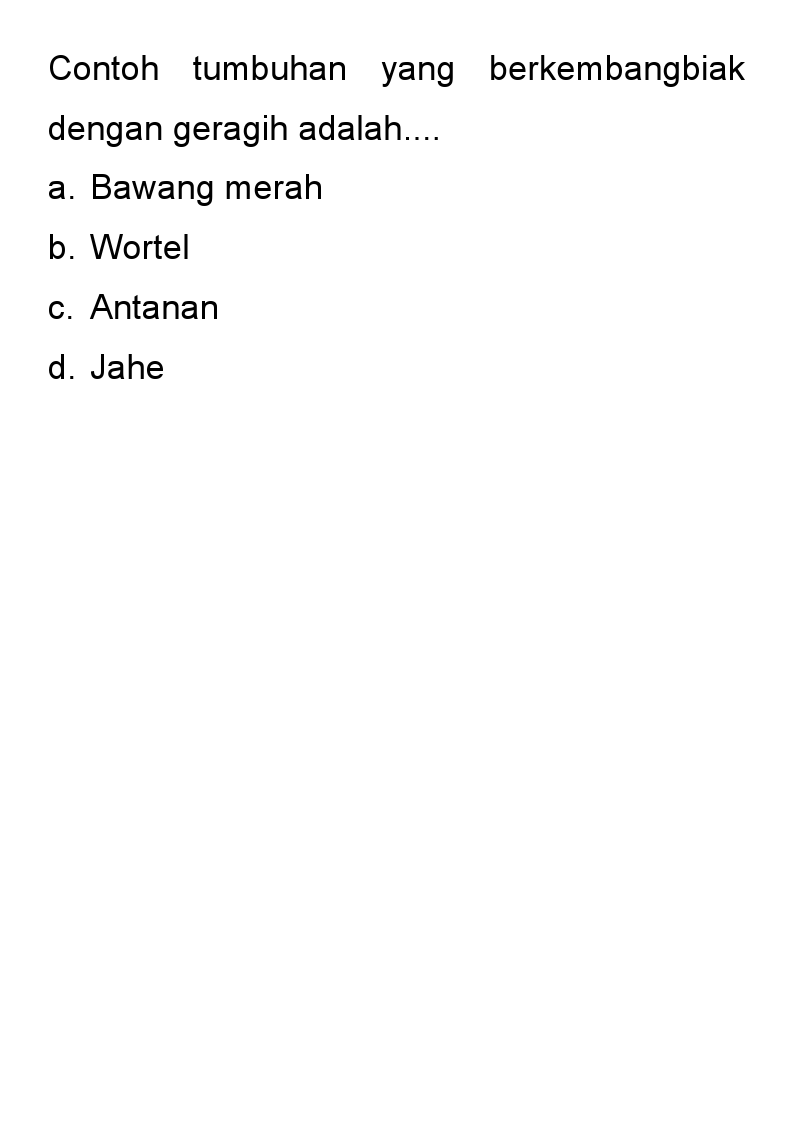 Contoh tumbuhan yang berkembangbiak
dengan geragih adalah....
a. Bawang merah
b. Wortel
c. Antanan
d. Jahe